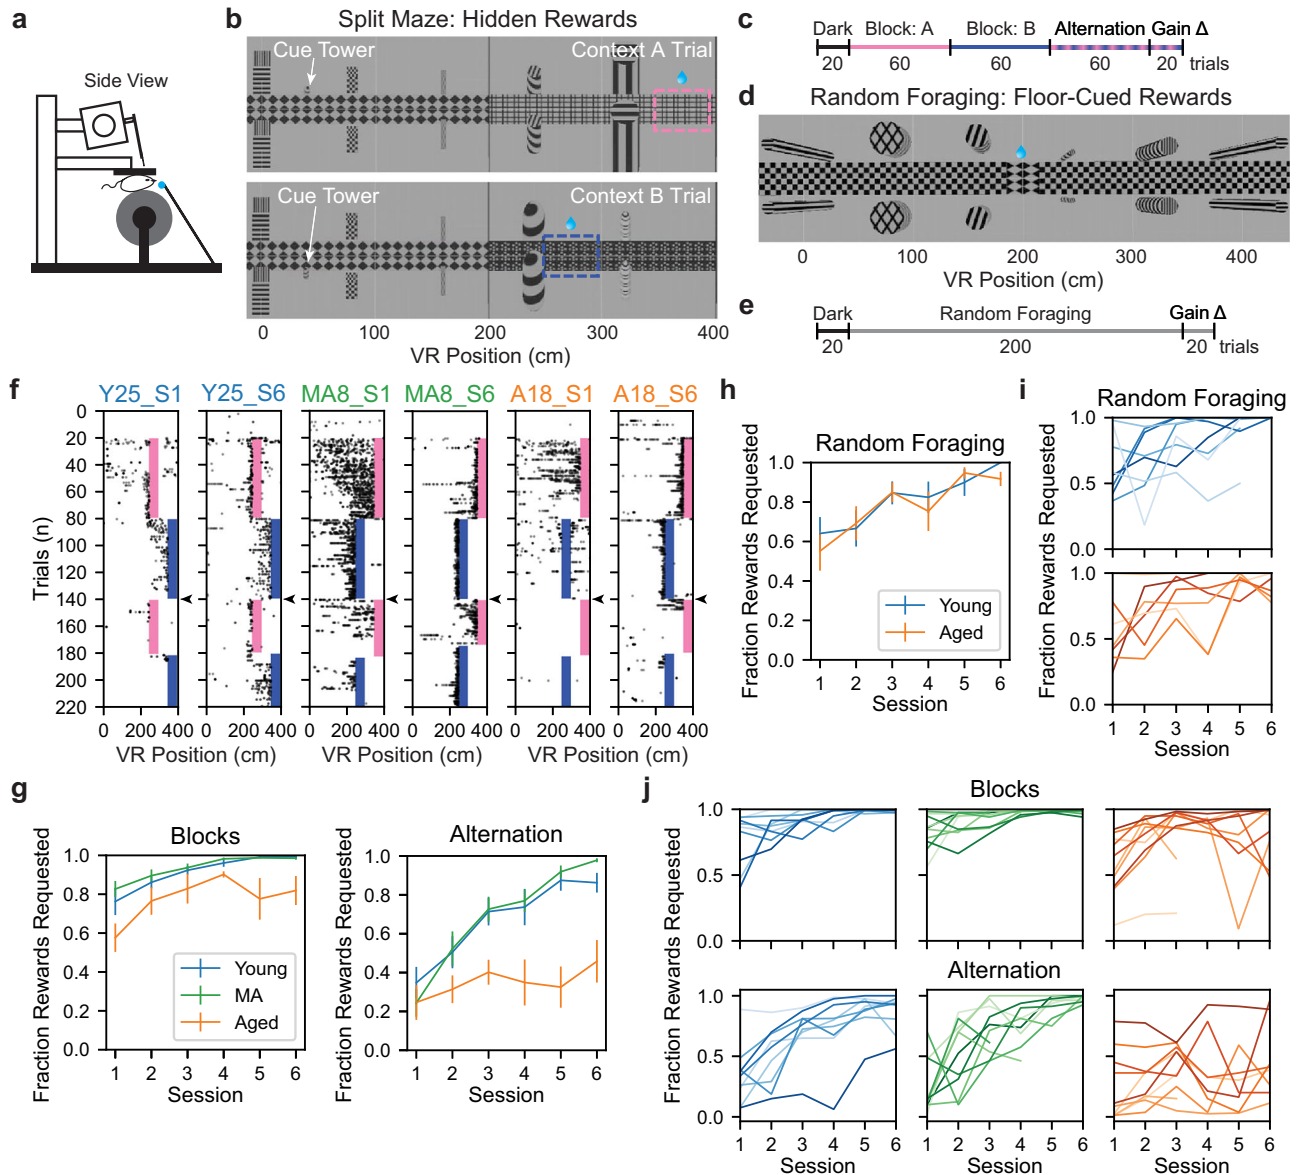 a
Side View
b
Split Maze: Hidden Rewards
Cue Tower
Context A Trial
Cue Tower
Context B Trial
0 100 200 300 400
VR Position (cm)
c
Dark Block: A Block: B Alternation Gain Δ
20 60 60 60 20 trials
d
Random Foraging: Floor-Cued Rewards
0 100 200 300 400
VR Position (cm)
e
Dark Random Foraging Gain Δ
20 200 20 trials
f
Y25_S1 Y25_S6 MA8_S1 MA8_S6 A18_S1 A18_S6
Trials (n)
0
20
40
60
80
100
120
140
160
180
200
220
0 200 400 0 200 400 0 200 400 0 200 400 0 200 400 0 200 400
VR Position (cm) VR Position (cm) VR Position (cm)
g
Blocks
Fraction Rewards Requested
1.0
0.8
0.6
0.4
0.2
0.0
Young
MA
Aged
1 2 3 4 5 6
Session
Alternation
Fraction Rewards Requested
1.0
0.8
0.6
0.4
0.2
0.0
1 2 3 4 5 6
Session
h
Random Foraging
Fraction Rewards Requested
1.0
0.8
0.6
0.4
0.2
0.0
Young
Aged
1 2 3 4 5 6
Session
i
Random Foraging
Fraction Rewards Requested
1.0
0.5
0.0
1.0
0.5
0.0
1 2 3 4 5 6
Session
j
Blocks
Fraction Rewards Requested
1.0
0.5
0.0
Alternation
1.0
0.5
0.0
1 2 3 4 5 6 1 2 3 4 5 6 1 2 3 4 5 6
Session Session Session